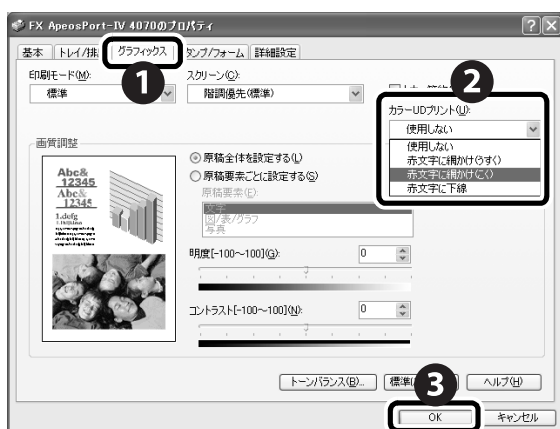 FX ApeosPort-IV 4070のプロパティ
基本 トレイ/排 グラフィックス タンプ/フォーム 詳細設定
1
印刷モード(M):
標準
スクリーン(C):
階調優先(標準)
2
カラーUDプリント(U):
使用しない
使用しない
赤文字に網かけ(うすく)
赤文字に網かけ(こく)
赤文字に下線
画質調整
Abc&
12345
Abc&
12345
1.defg
原稿全体を設定する(L)
原稿要素ごとに設定する(S)
原稿要素(E):
文字
図/表/グラフ
写真
明度[-100~100](G): 0
コントラスト[-100~100](N): 0
トーンバランス(B)... 標準 ヘルプ(H)
3
OK キャンセル